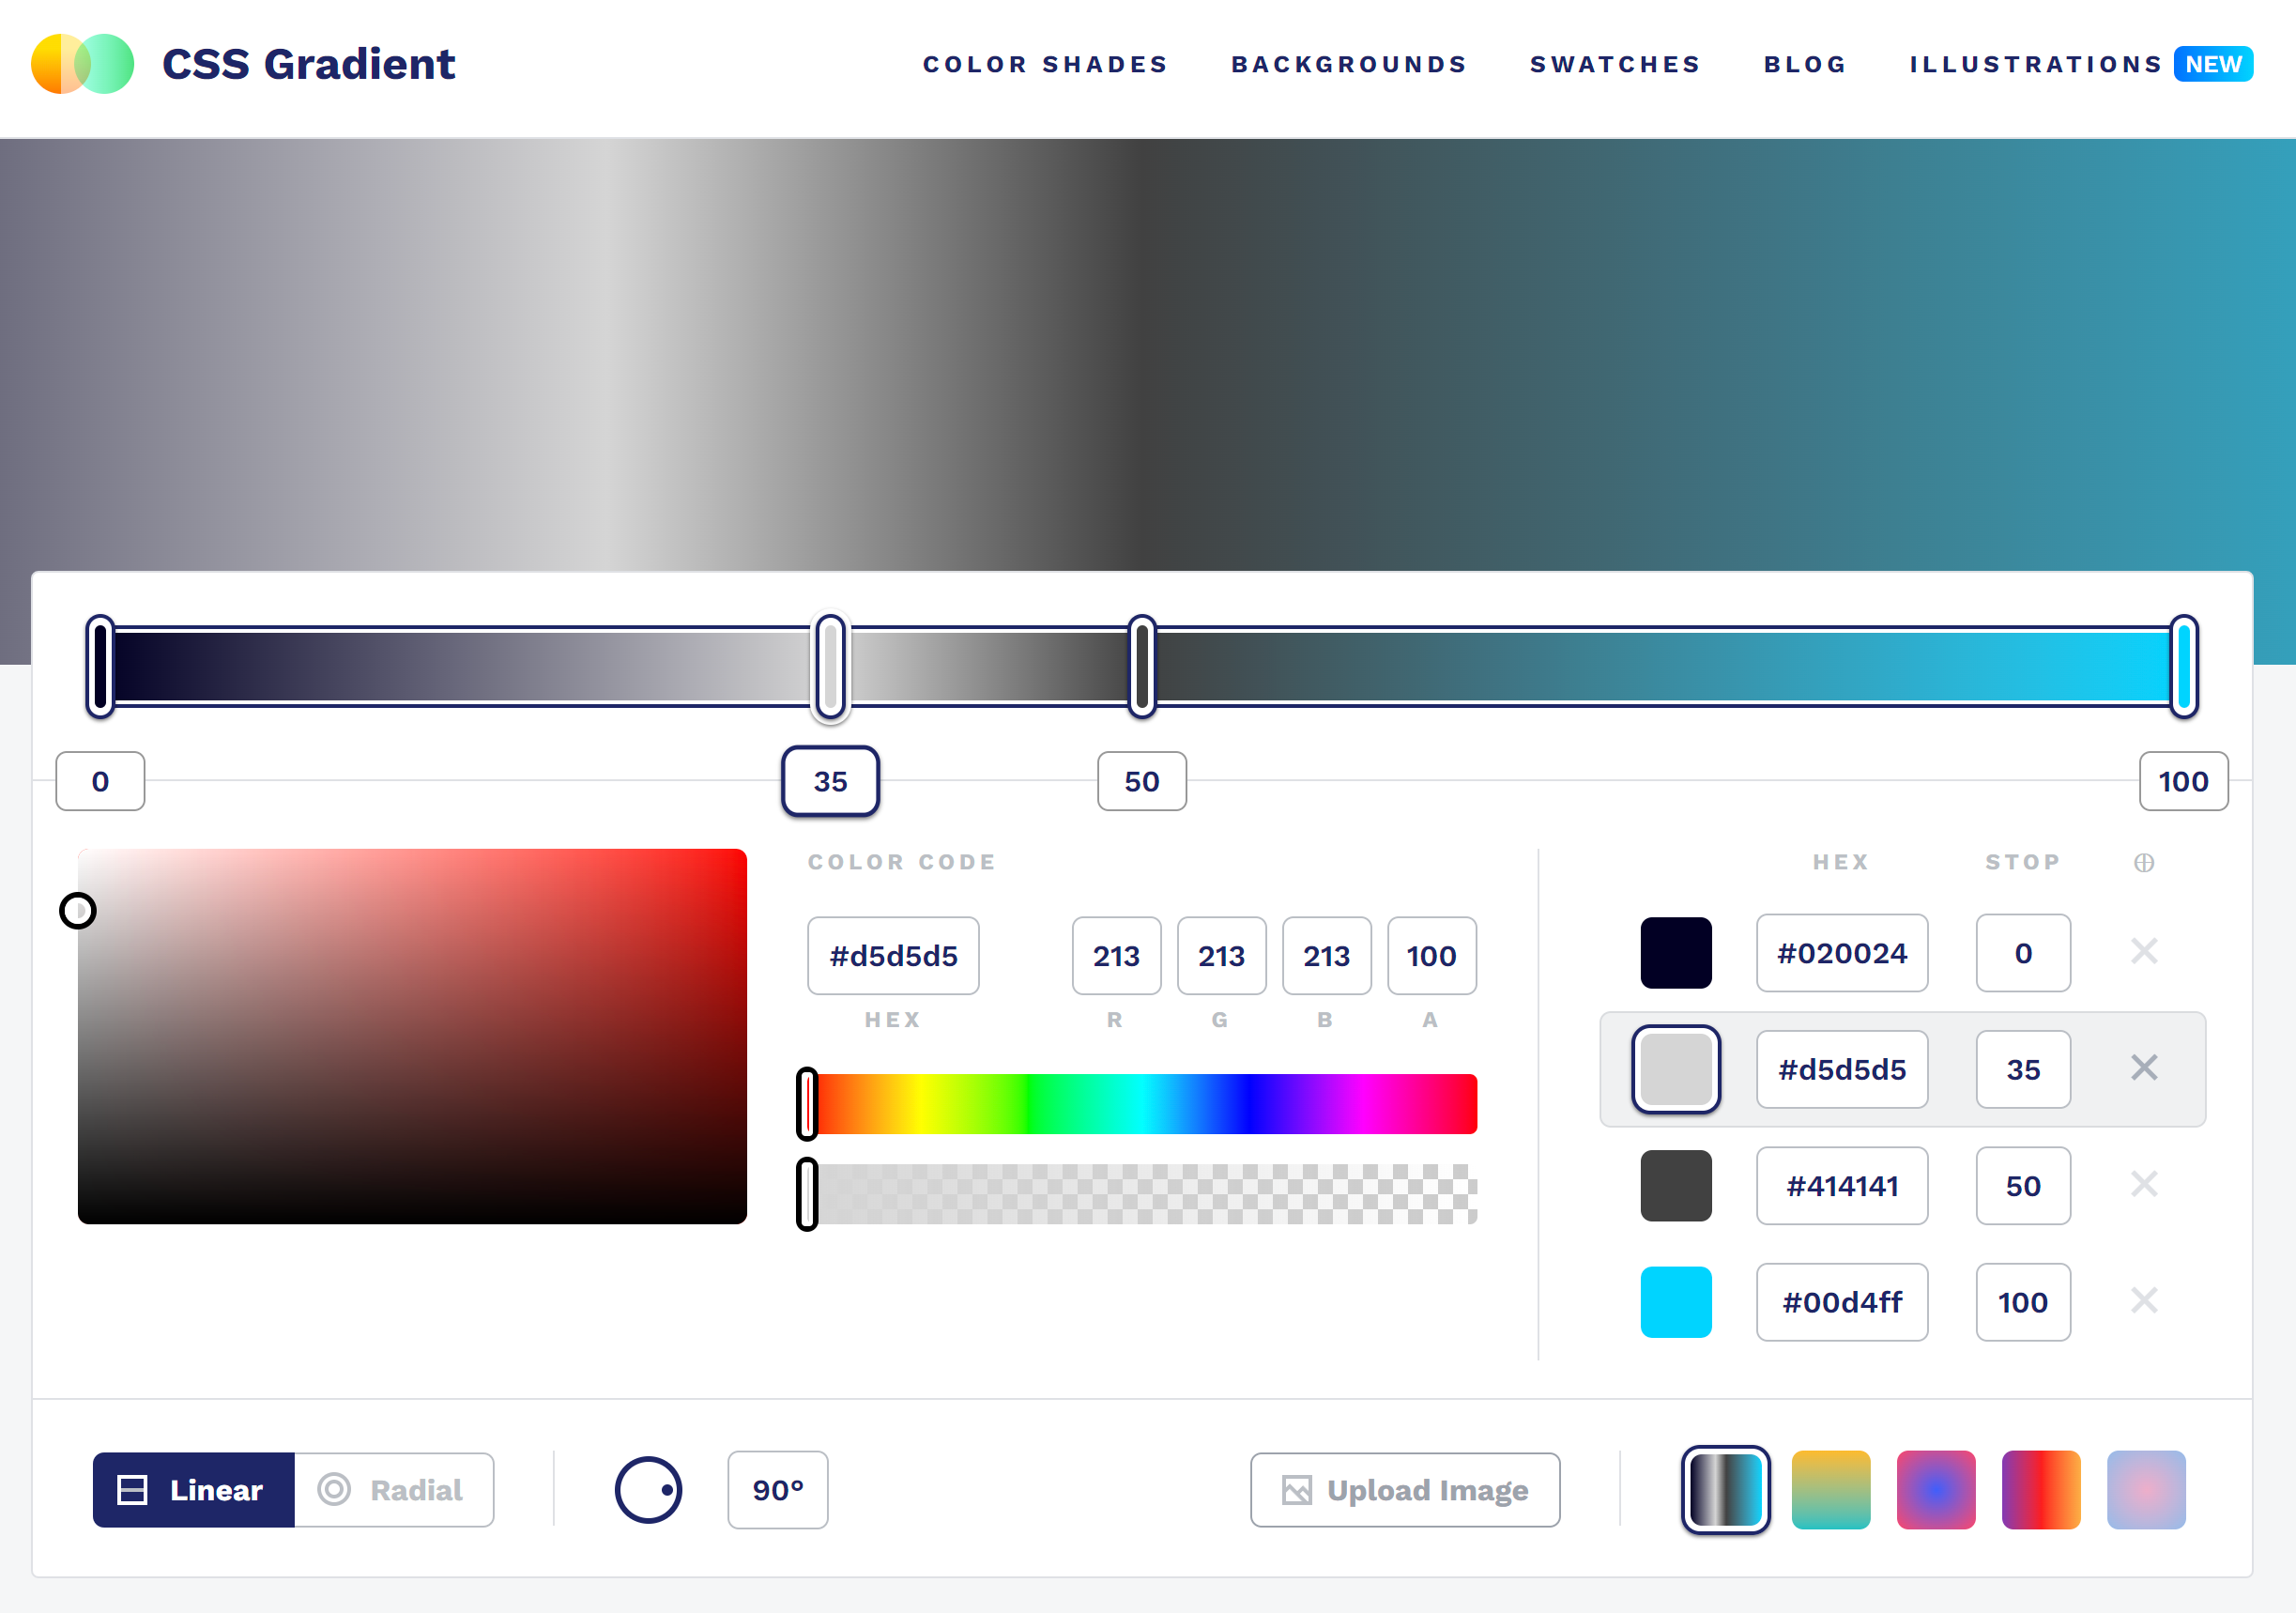 CSS Gradient
COLOR SHADES BACKGROUNDS SWATCHES BLOG ILLUSTRATIONS NEW
0 35 50 100
COLOR CODE
#d5d5d5 213 213 213 100
HEX R G B A
HEX STOP
#020024 0
#d5d5d5 35
#414141 50
#00d4ff 100
Linear Radial 90° Upload Image